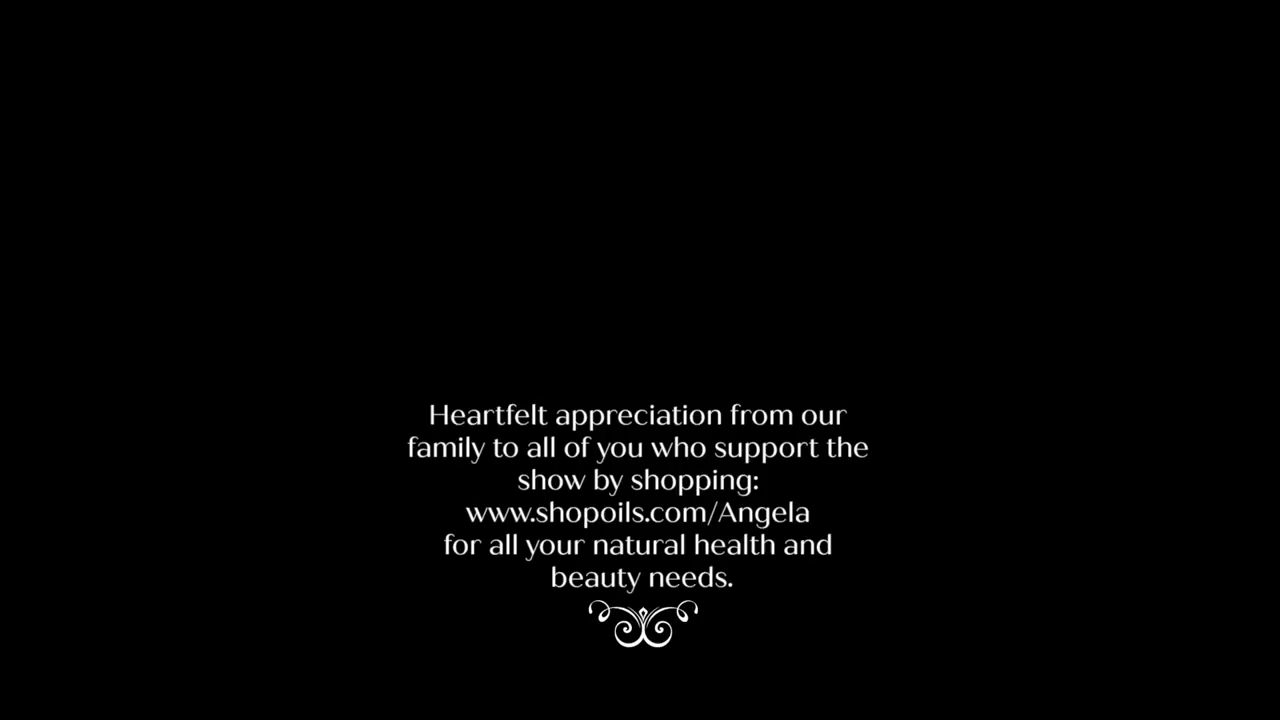 Heartfelt appreciation from our
family to all of you who support the
show by shopping:
www.shopoils.com/Angela
for all your natural health and
beauty needs.